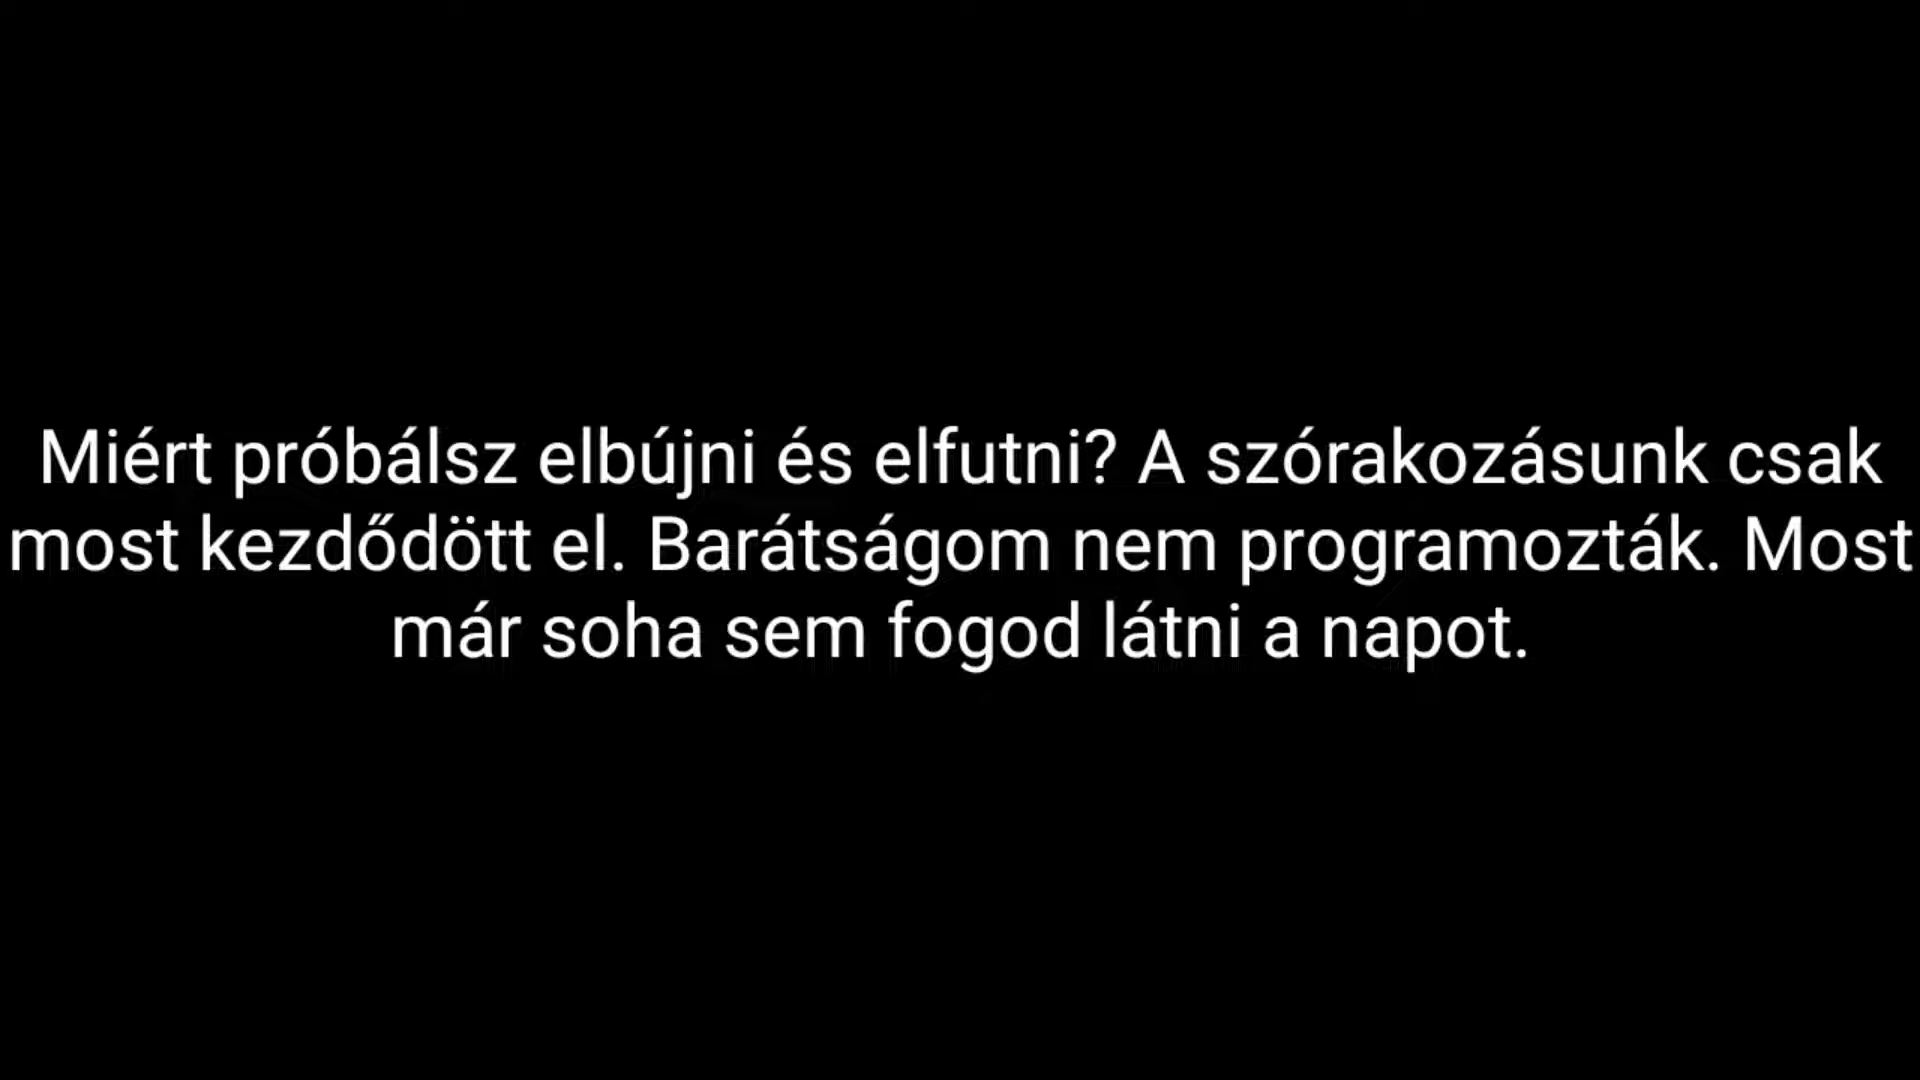 Miért próbálsz elbújni és elfutni? A szórakozásunk csak
most kezdődött el. Barátságom nem programozták. Most
már soha sem fogod látni a napot.